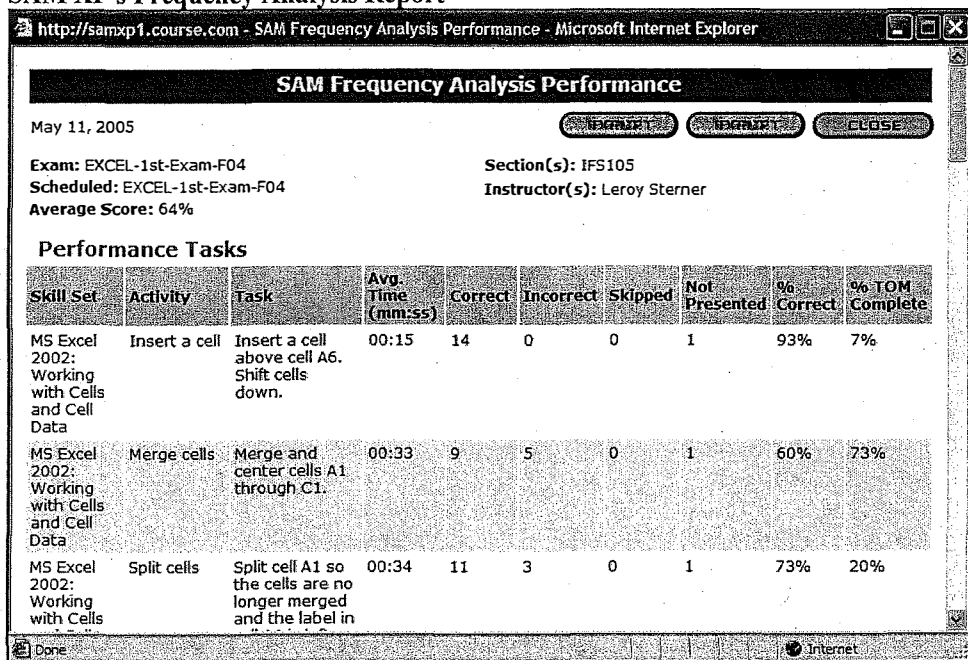 SAM XP's Frequency Analysis Report
http://samxp1.course.com - SAM Frequency Analysis Performance - Microsoft Internet Explorer
SAM Frequency Analysis Performance
May 11, 2005
CLOSE
Exam: EXCEL-1st-Exam-F04
Section(s): IFS105
Scheduled: EXCEL-1st-Exam-F04
Instructor(s): Leroy Sterner
Average Score: 64%
Performance Tasks
Skill Set Activity Task Avg. Time (mm:ss) Correct Incorrect Skipped Not Presented % Correct % TOM Complete
MS Excel Insert a cell Insert a cell 00:15 14 0 0 1 93% 7%
2002: above cell A6.
Working Shift cells
with Cells down.
and Cell
Data
MS Excel Merge cells Merge and 00:33 9 5 0 1 60% 73%
2002: center cells A1
Working through C1.
with Cells
and Cell
Data
MS Excel Split cells Split cell A1 so 00:34 11 3 0 1 73% 20%
2002: the cells are no
Working longer merged
with Cells and the label in
Done Internet